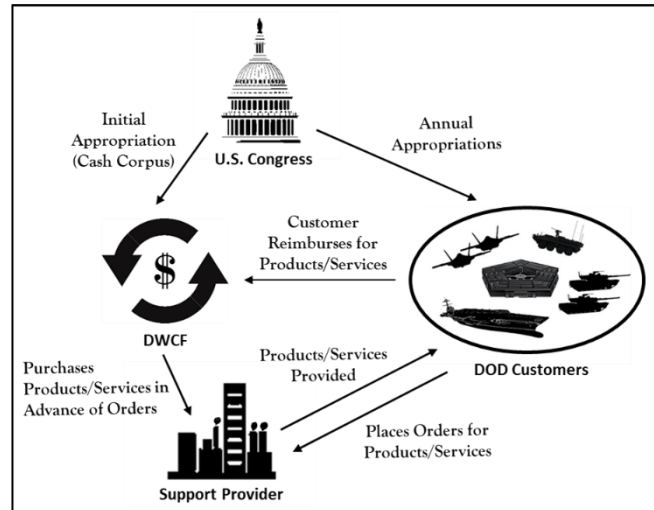 Initial
Appropriation
(Cash Corpus)
U.S. Congress
Annual
Appropriations
Customer
Reimburses for
Products/Services
$
DWCF
DOD Customers
Purchases
Products/Services in
Advance of Orders
Products/Services
Provided
Places Orders for
Products/Services
Support Provider